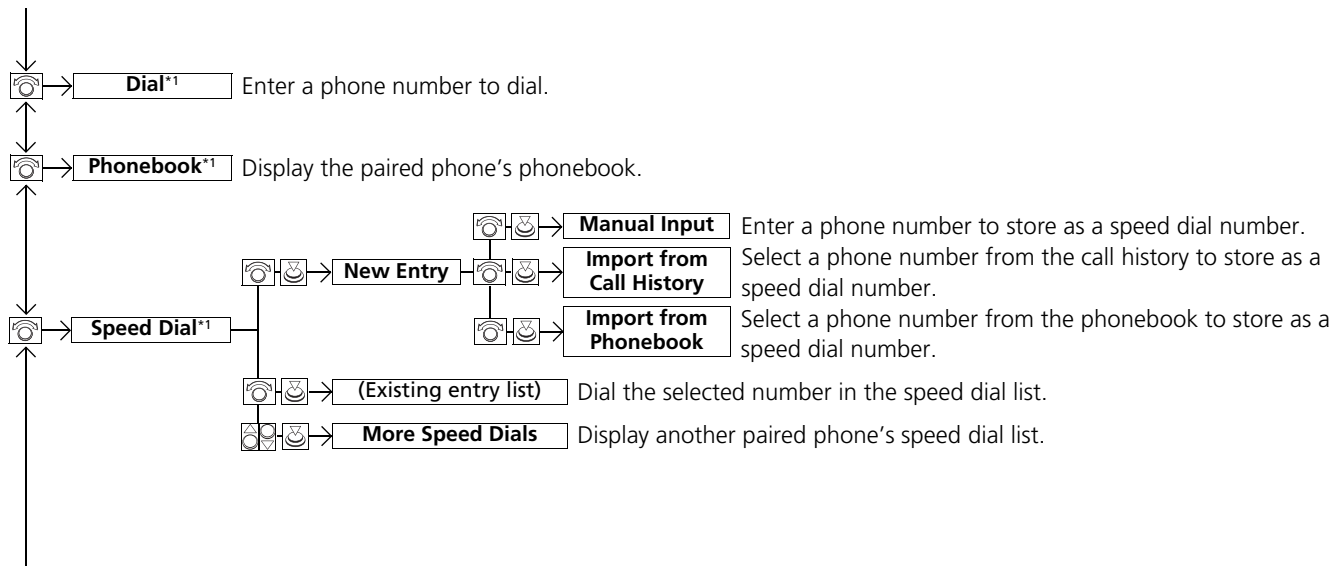 Dial*1 Enter a phone number to dial.
Phonebook*1 Display the paired phone’s phonebook.
Manual Input Enter a phone number to store as a speed dial number.
New Entry Import from Call History Select a phone number from the call history to store as a
speed dial number.
Speed Dial*1 Import from Phonebook Select a phone number from the phonebook to store as a
speed dial number.
(Existing entry list) Dial the selected number in the speed dial list.
More Speed Dials Display another paired phone’s speed dial list.